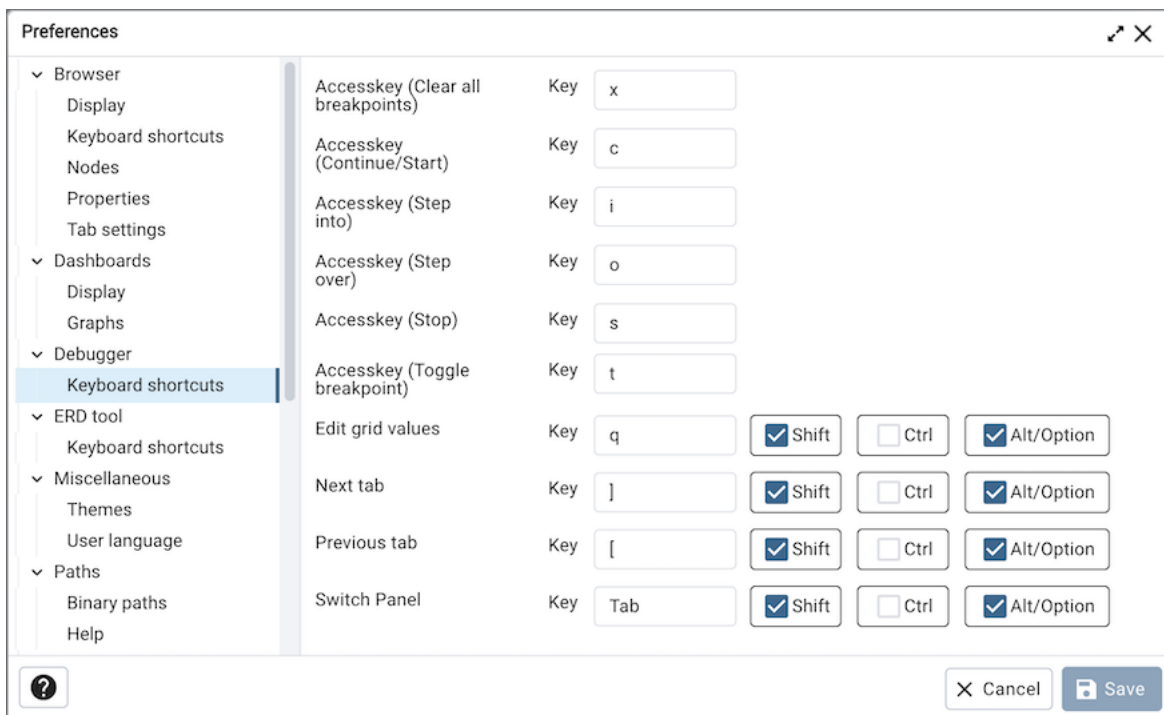 Preferences
Browser
Display
Keyboard shortcuts
Nodes
Properties
Tab settings
Dashboards
Display
Graphs
Debugger
Keyboard shortcuts
ERD tool
Keyboard shortcuts
Miscellaneous
Themes
User language
Paths
Binary paths
Help
Accesskey (Clear all
breakpoints)
Key x
Accesskey
(Continue/Start)
Key c
Accesskey (Step
into)
Key i
Accesskey (Step
over)
Key o
Accesskey (Stop) Key s
Accesskey (Toggle
breakpoint)
Key t
Edit grid values Key q Shift Ctrl Alt/Option
Next tab Key ] Shift Ctrl Alt/Option
Previous tab Key [ Shift Ctrl Alt/Option
Switch Panel Key Tab Shift Ctrl Alt/Option
? Cancel Save